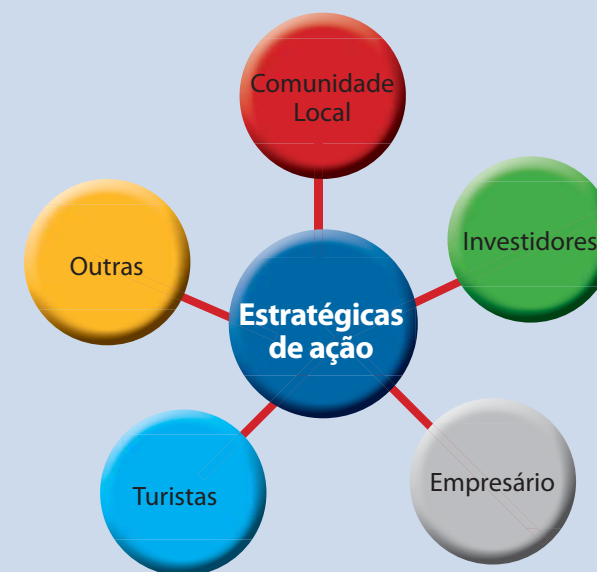 Comunidade
Local
Investidores
Outras
Estratégicas
de ação
Empresário
Turistas